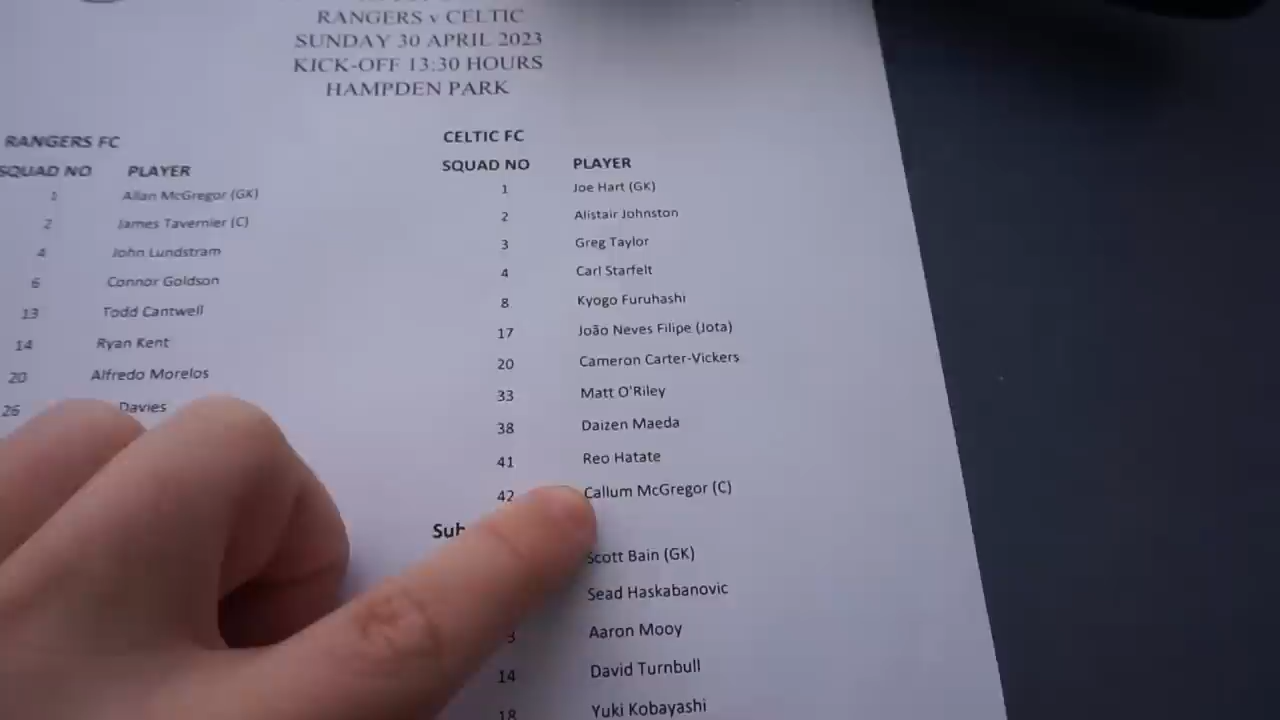 RANGERS v CELTIC
SUNDAY 30 APRIL 2023
KICK-OFF 13:30 HOURS
HAMPDEN PARK
RANGERS FC
SQUAD NO PLAYER
1 Allan McGregor (GK)
2 James Tavernier (C)
4 John Lundstram
6 Connor Goldson
13 Todd Cantwell
14 Ryan Kent
20 Alfredo Morelos
26 Davies
CELTIC FC
SQUAD NO PLAYER
1 Joe Hart (GK)
2 Alistair Johnston
3 Greg Taylor
4 Carl Starfelt
8 Kyogo Furuhashi
17 João Neves Filipe (Jota)
20 Cameron Carter-Vickers
33 Matt O'Riley
38 Daizen Maeda
41 Reo Hatate
42 Callum McGregor (C)
Scott Bain (GK)
Sead Haskabanovic
3 Aaron Mooy
14 David Turnbull
18 Yuki Kobayashi